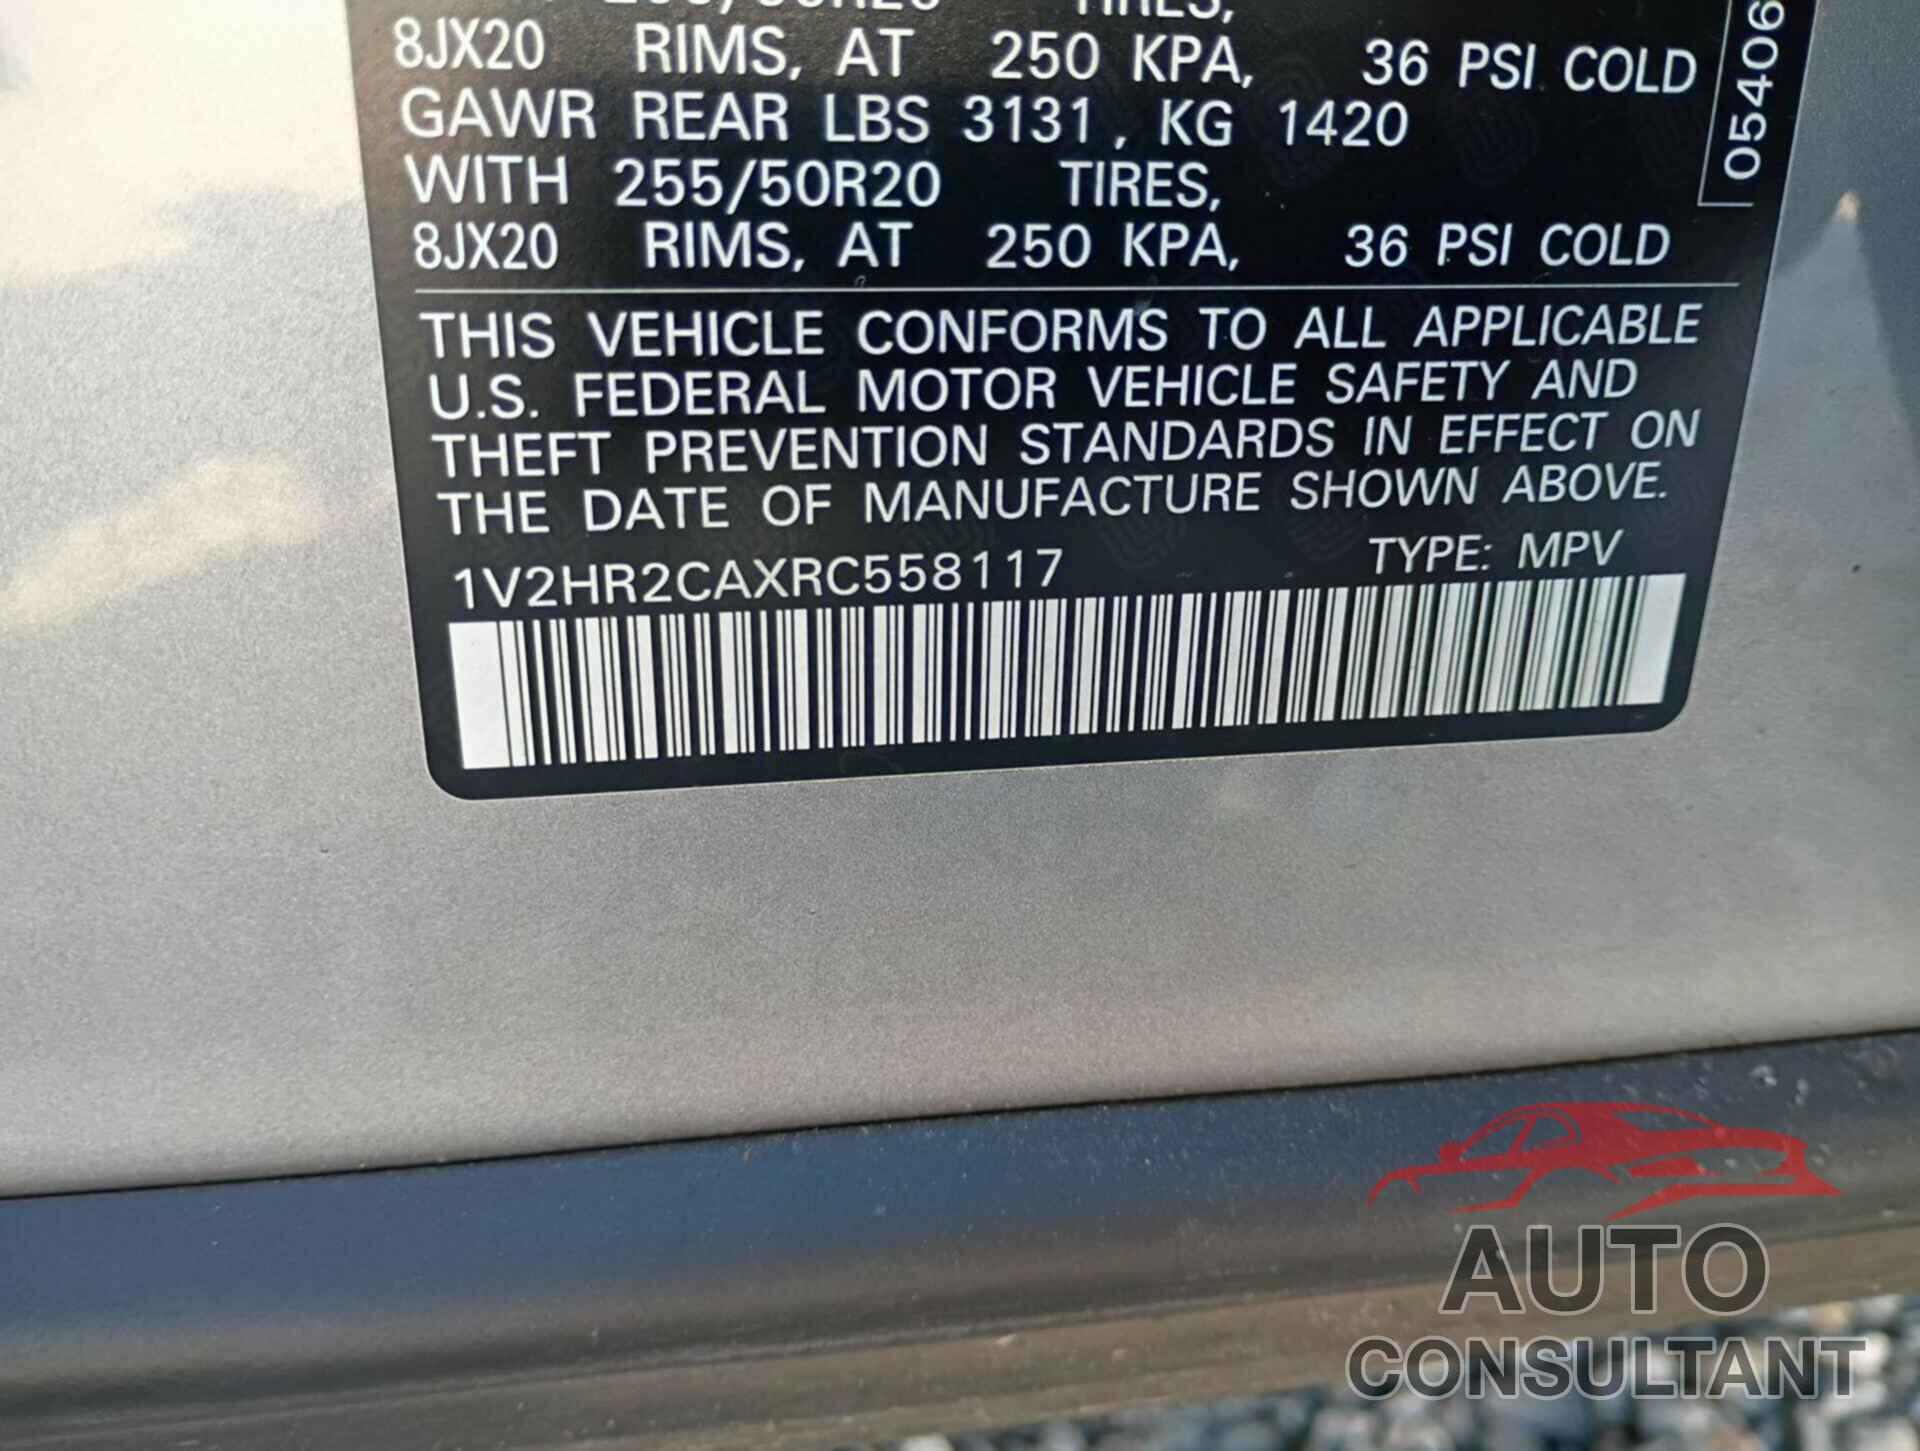 TIRES,
8JX20 RIMS, AT 250 KPA, 36 PSI COLD
GAWR REAR LBS 3131, KG 1420
WITH 255/50R20 TIRES,
8JX20 RIMS, AT 250 KPA, 36 PSI COLD
05406
THIS VEHICLE CONFORMS TO ALL APPLICABLE
U.S. FEDERAL MOTOR VEHICLE SAFETY AND
THEFT PREVENTION STANDARDS IN EFFECT ON
THE DATE OF MANUFACTURE SHOWN ABOVE.
1V2HR2CAXRC558117 TYPE: MPV
AUTO
CONSULTANT